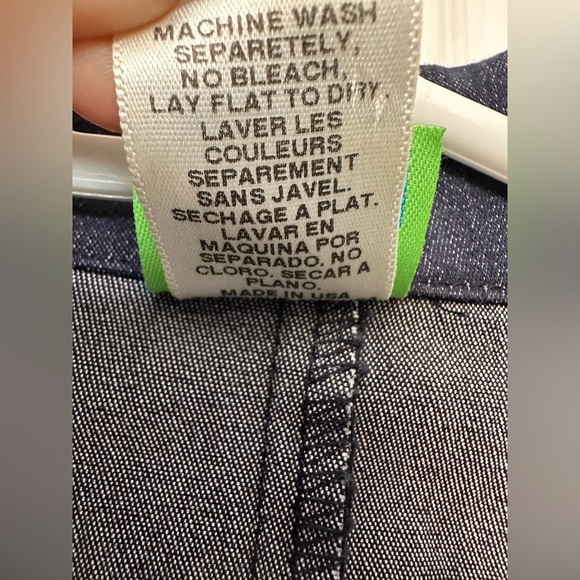 MACHINE WASH
SEPARETELY,
NO BLEACH,
LAY FLAT TO DRY.
LAVER LES
COULEURS
SEPAREMENT
SANS JAVEL.
SECHAGE A PLAT.
LAVAR EN
MAQUINA POR
SEPARADO. NO
CLORO, SECAR A
PLANO.
MADE IN USA